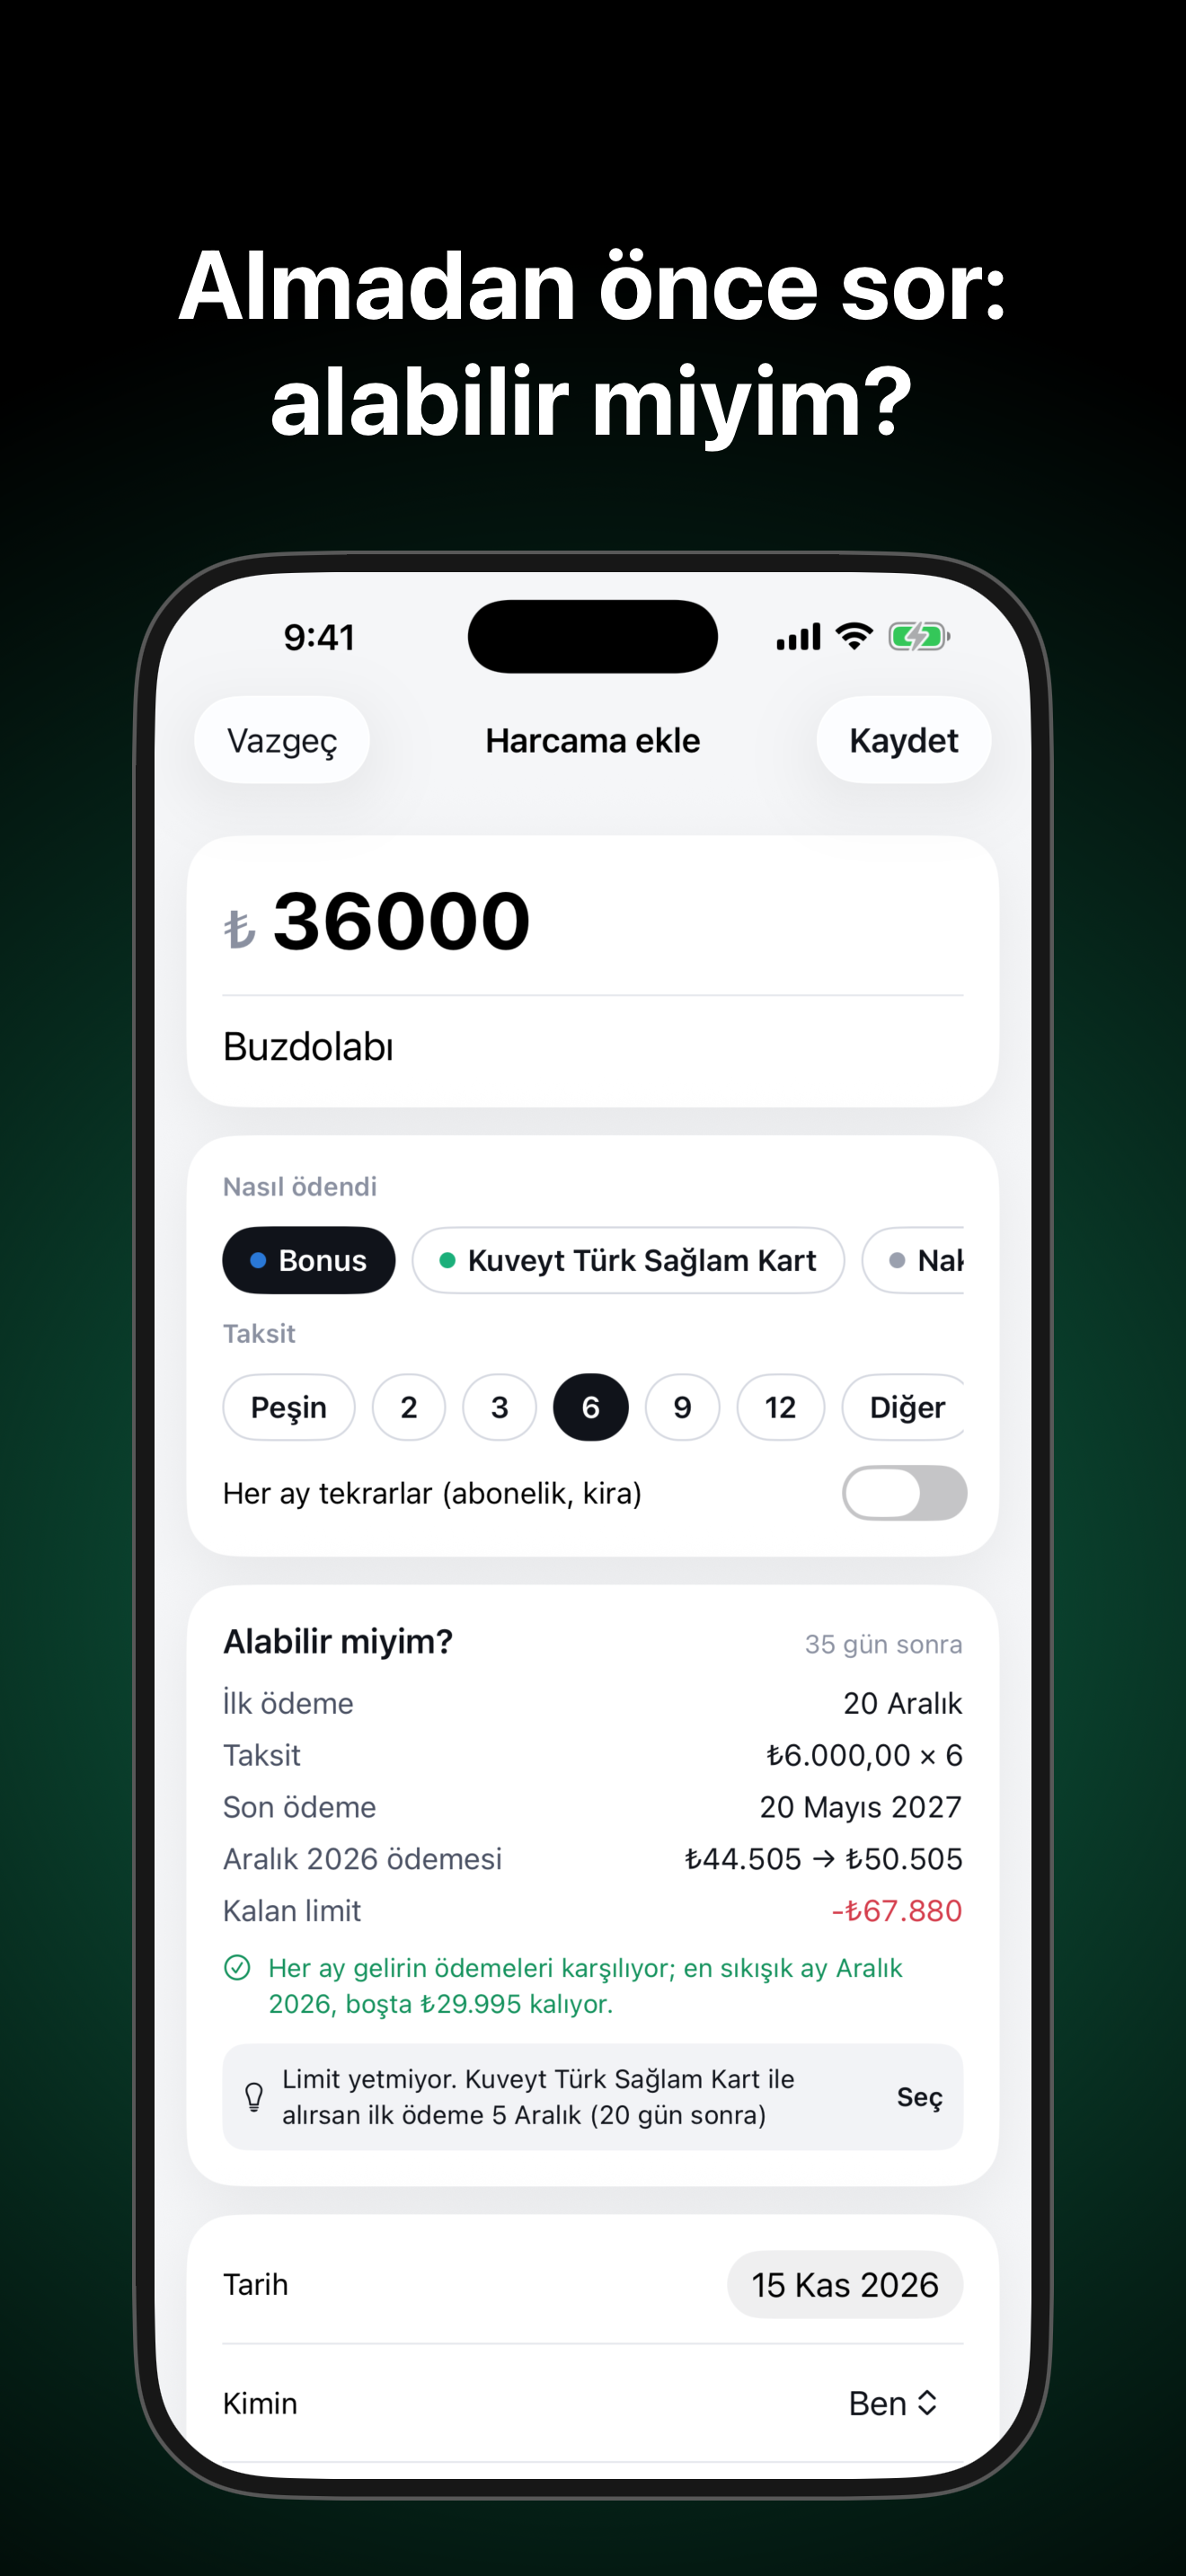 Almadan önce sor:
alabilir miyim?
9:41
Vazgeç
Harcama ekle
Kaydet
₺ 36000
Buzdolabı
Nasıl ödendi
Bonus
Kuveyt Türk Sağlam Kart
Nak
Taksit
Peşin 2 3 6 9 12 Diğer
Her ay tekrarlar (abonelik, kira)
Alabilir miyim? 35 gün sonra
İlk ödeme 20 Aralık
Taksit ₺6.000,00 × 6
Son ödeme 20 Mayıs 2027
Aralık 2026 ödemesi ₺44.505 → ₺50.505
Kalan limit -₺67.880
Her ay gelirin ödemeleri karşılıyor; en sıkışık ay Aralık
2026, boşta ₺29.995 kalıyor.
Limit yetmiyor. Kuveyt Türk Sağlam Kart ile
alırsan ilk ödeme 5 Aralık (20 gün sonra)
Seç
Tarih 15 Kas 2026
Kimin Ben